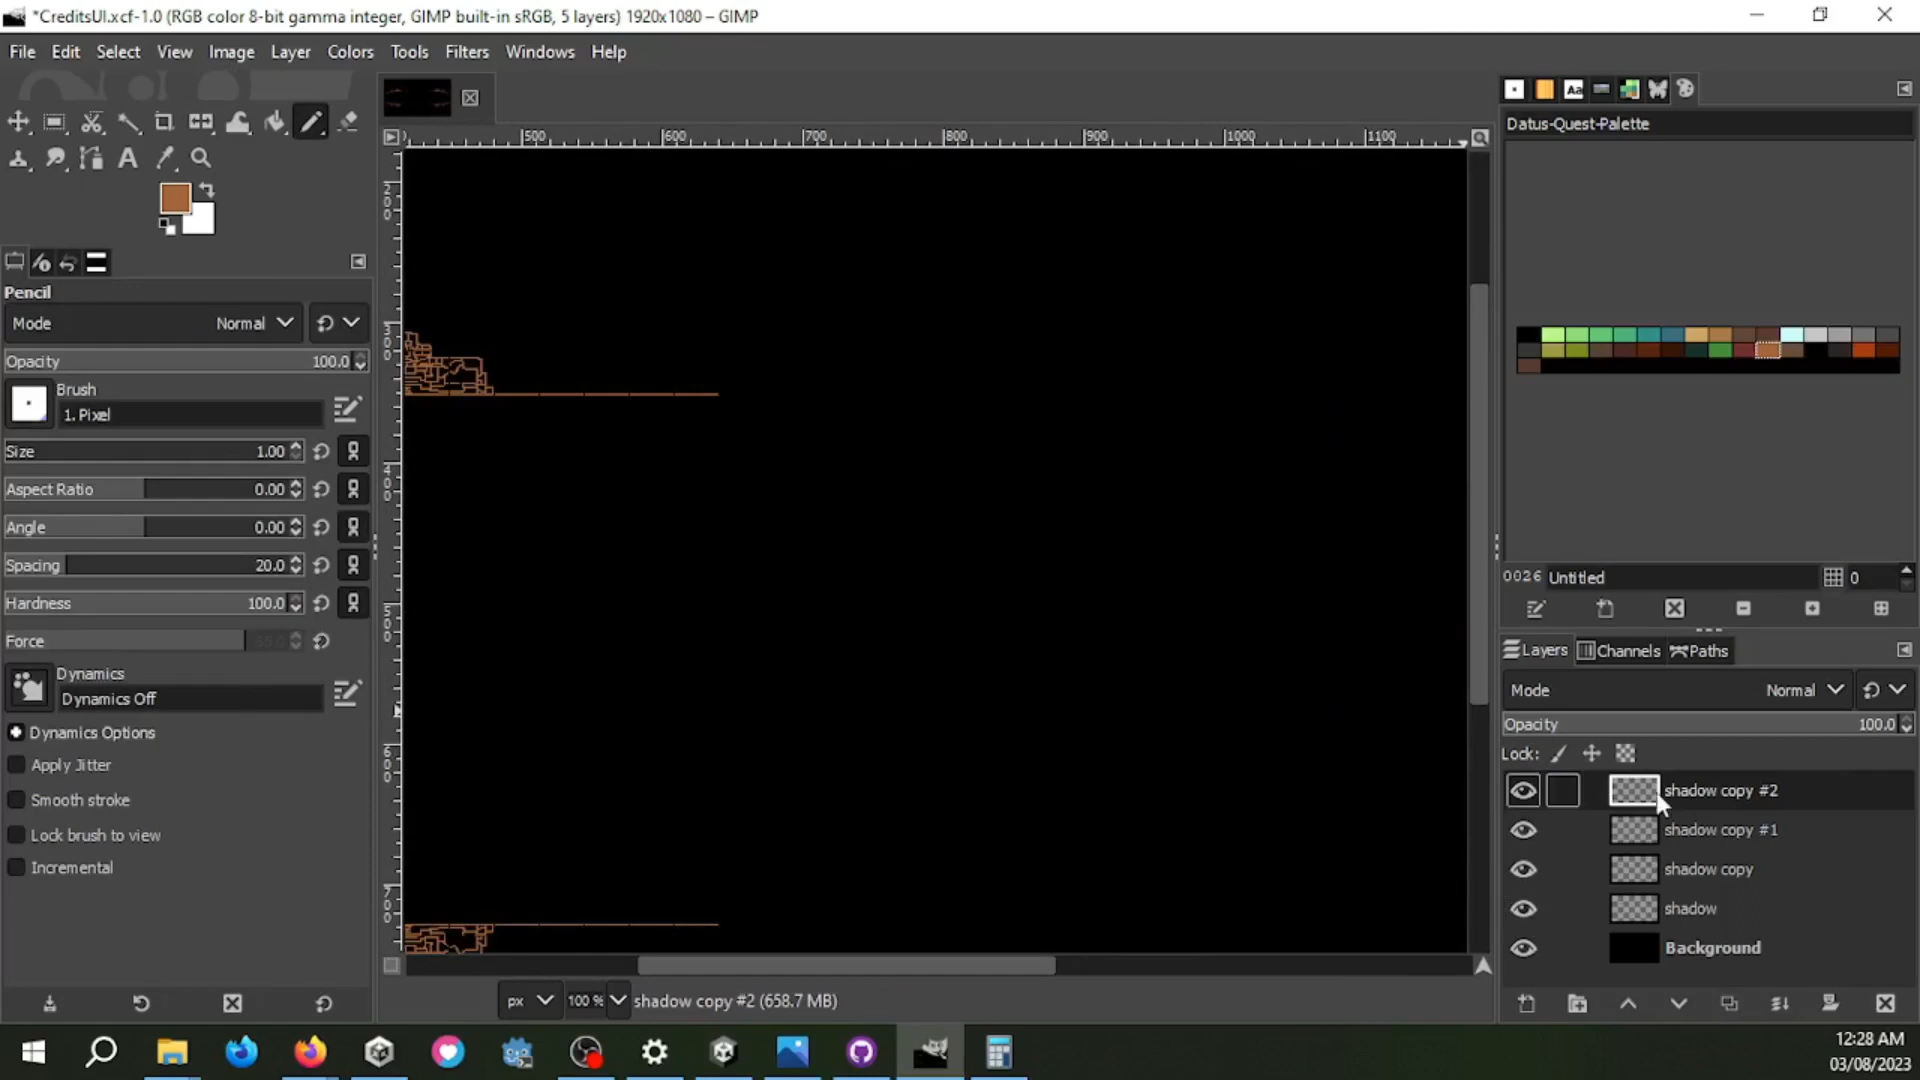 *CreditsUI.xcf-1.0 (RGB color 8-bit gamma integer, GIMP built-in sRGB, 5 layers) 1920x1080 – GIMP
File Edit Select View Image Layer Colors Tools Filters Windows Help
500 600 700 800 900 1000 1100
Datus-Quest-Palette
Pencil
Mode Normal
Opacity 100.0
Brush
1. Pixel
Size 1.00
Aspect Ratio 0.00
Angle 0.00
Spacing 20.0
Hardness 100.0
Force
Dynamics
Dynamics Off
Dynamics Options
Apply Jitter
Smooth stroke
Lock brush to view
Incremental
200
300
400
500
600
700
px 100 % shadow copy #2 (658.7 MB)
0026 Untitled 0
Layers Channels Paths
Mode Normal
Opacity 100.0
Lock:
shadow copy #2
shadow copy #1
shadow copy
shadow
Background
12:28 AM
03/08/2023